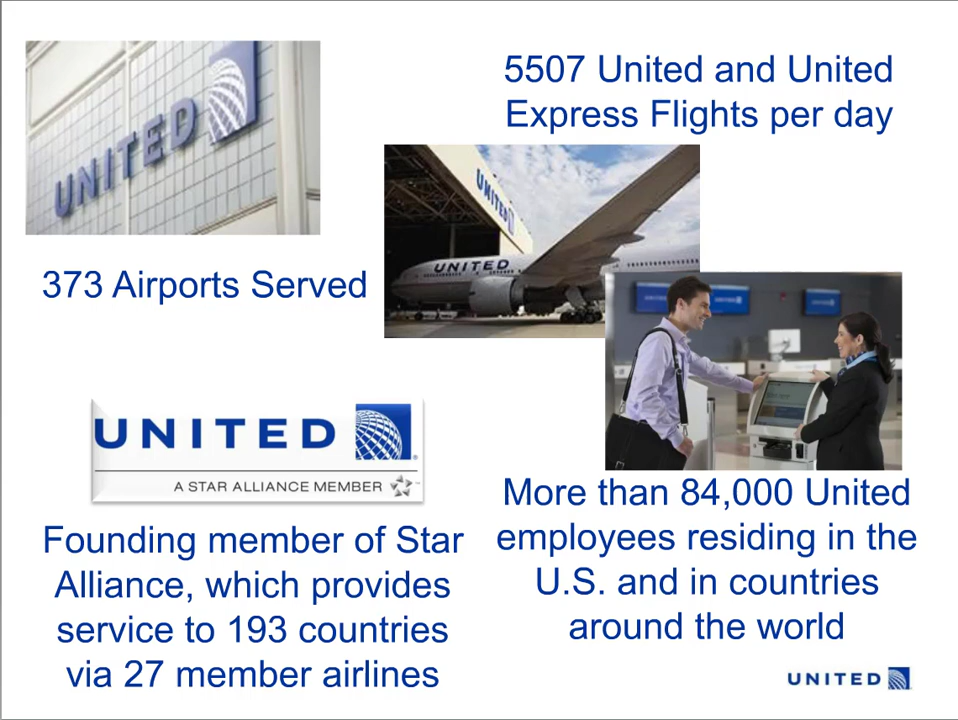 UNITED
5507 United and United
Express Flights per day
UNITED
UNITED
373 Airports Served
UNITED
A STAR ALLIANCE MEMBER
Founding member of Star
Alliance, which provides
service to 193 countries
via 27 member airlines
More than 84,000 United
employees residing in the
U.S. and in countries
around the world
UNITED